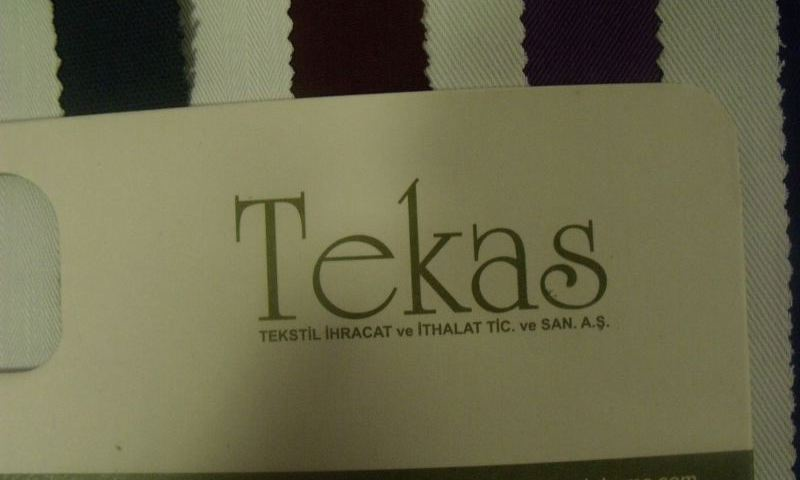 Tekas
TEKSTİL İHRACAT ve İTHALAT TİC. ve SAN. A.Ş.